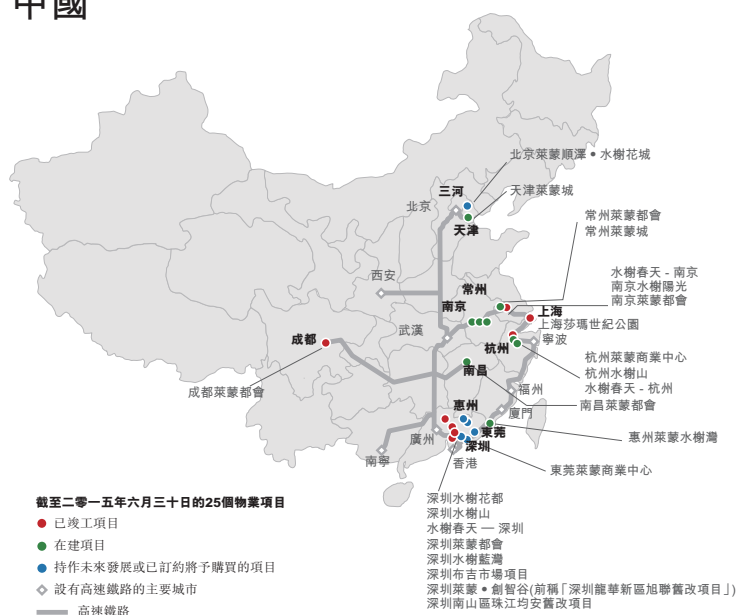 中國
北京萊蒙順澤 • 水榭花城
三河
天津萊蒙城
北京
天津
常州萊蒙都會
常州萊蒙城
西安
水榭春天 - 南京
南京水榭陽光
南京萊蒙都會
常州
南京
上海
上海莎瑪世紀公園
武漢
成都
杭州
寧波
杭州萊蒙商業中心
杭州水榭山
水榭春天 - 杭州
南昌
成都萊蒙都會
福州
南昌萊蒙都會
惠州
廈門
廣州
東莞
惠州萊蒙水榭灣
深圳
南寧
香港
東莞萊蒙商業中心
深圳水榭花都
深圳水榭山
水榭春天 — 深圳
深圳萊蒙都會
深圳水榭藍灣
深圳布吉市場項目
深圳萊蒙 • 創智谷(前稱「深圳龍華新區旭聯舊改項目」)
深圳南山區珠江均安舊改項目
截至二零一五年六月三十日的25個物業項目
已竣工項目
在建項目
持作未來發展或已訂約將予購買的項目
設有高速鐵路的主要城市
高速鐵路